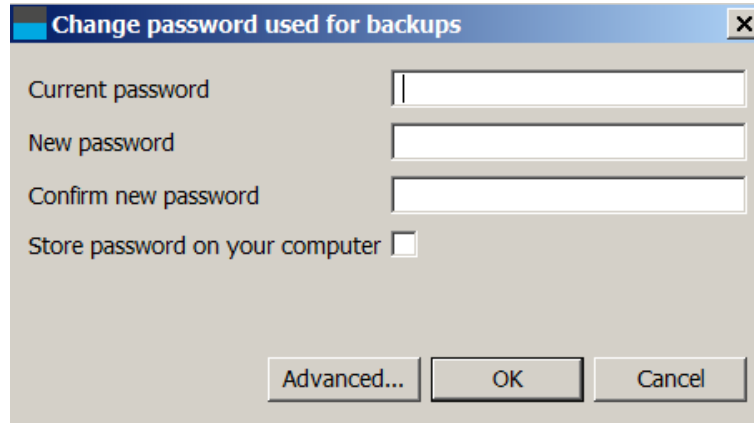 Change password used for backups
Current password
New password
Confirm new password
Store password on your computer
Advanced... OK Cancel